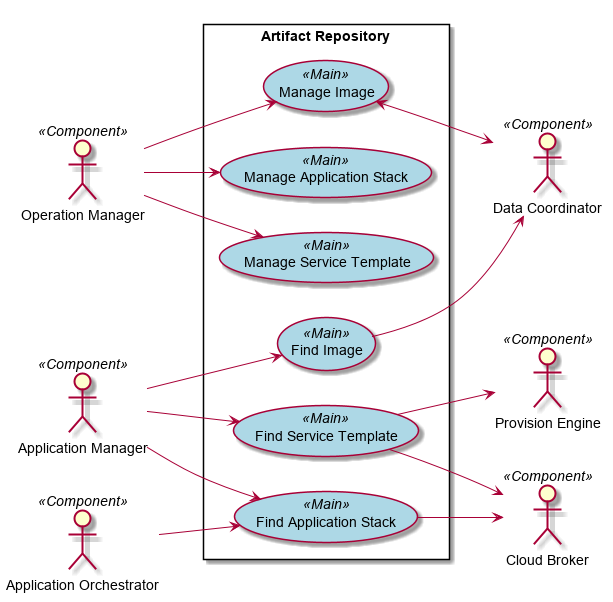 Artifact Repository
«Main»
Manage Image
«Component»
Operation Manager
«Main»
Manage Application Stack
«Component»
Data Coordinator
«Main»
Manage Service Template
«Main»
Find Image
«Component»
Application Manager
«Main»
Find Service Template
«Component»
Provision Engine
«Component»
Application Orchestrator
«Main»
Find Application Stack
«Component»
Cloud Broker